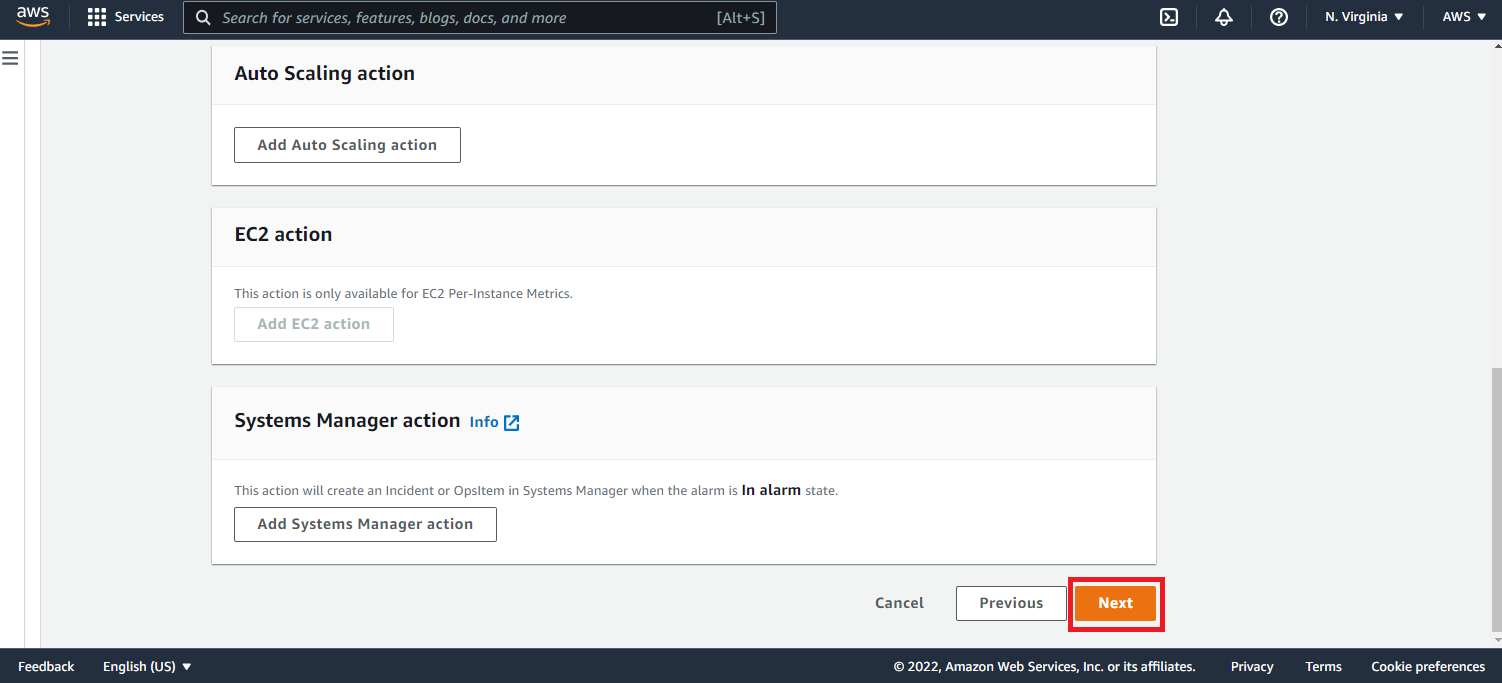 aws Services Search for services, features, blogs, docs, and more [Alt+S] N. Virginia AWS
Auto Scaling action
Add Auto Scaling action
EC2 action
This action is only available for EC2 Per-Instance Metrics.
Add EC2 action
Systems Manager action Info
This action will create an Incident or OpsItem in Systems Manager when the alarm is In alarm state.
Add Systems Manager action
Cancel Previous Next
Feedback English (US) © 2022, Amazon Web Services, Inc. or its affiliates. Privacy Terms Cookie preferences